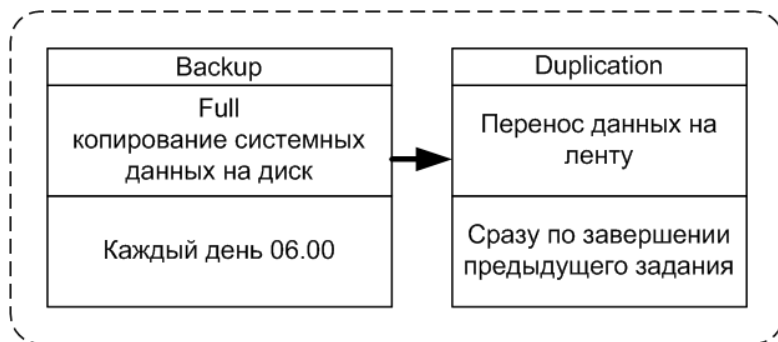 Backup
Full
копирование системных
данных на диск
Каждый день 06.00
Duplication
Перенос данных на
ленту
Сразу по завершении
предыдущего задания